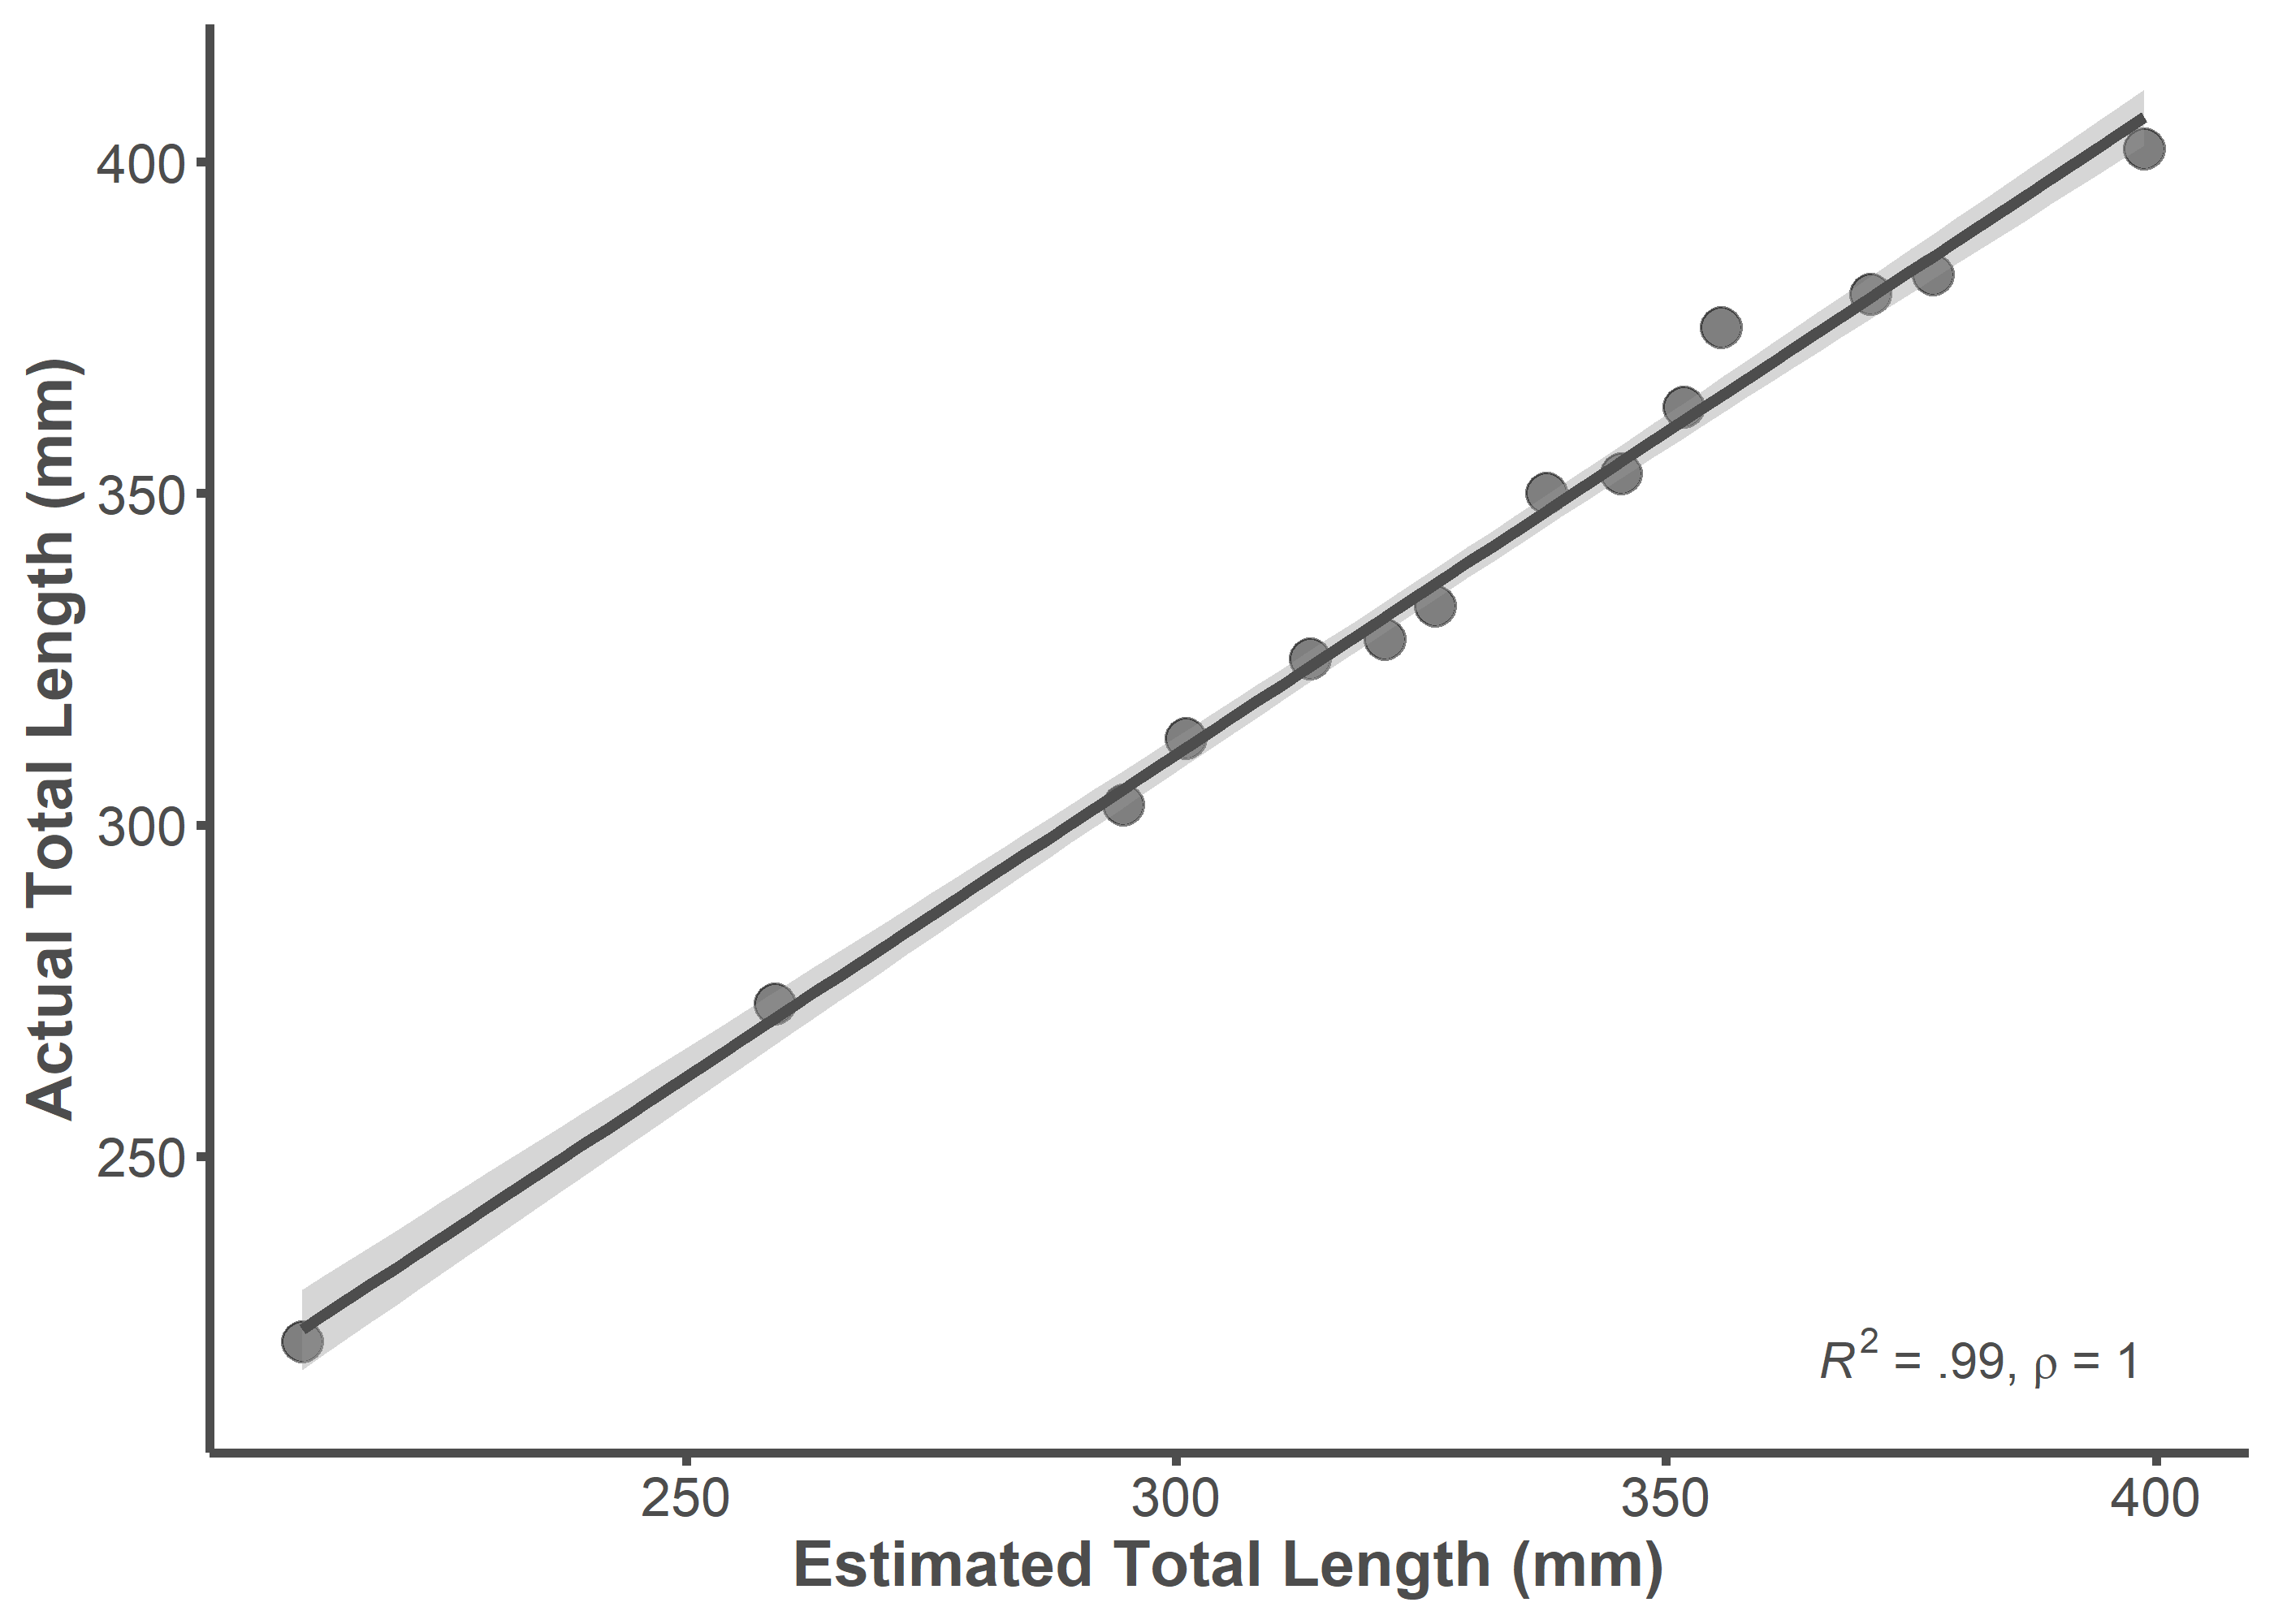 Actual Total Length (mm)
400
350
300
250
R² = .99, ρ = 1
250 300 350 400
Estimated Total Length (mm)